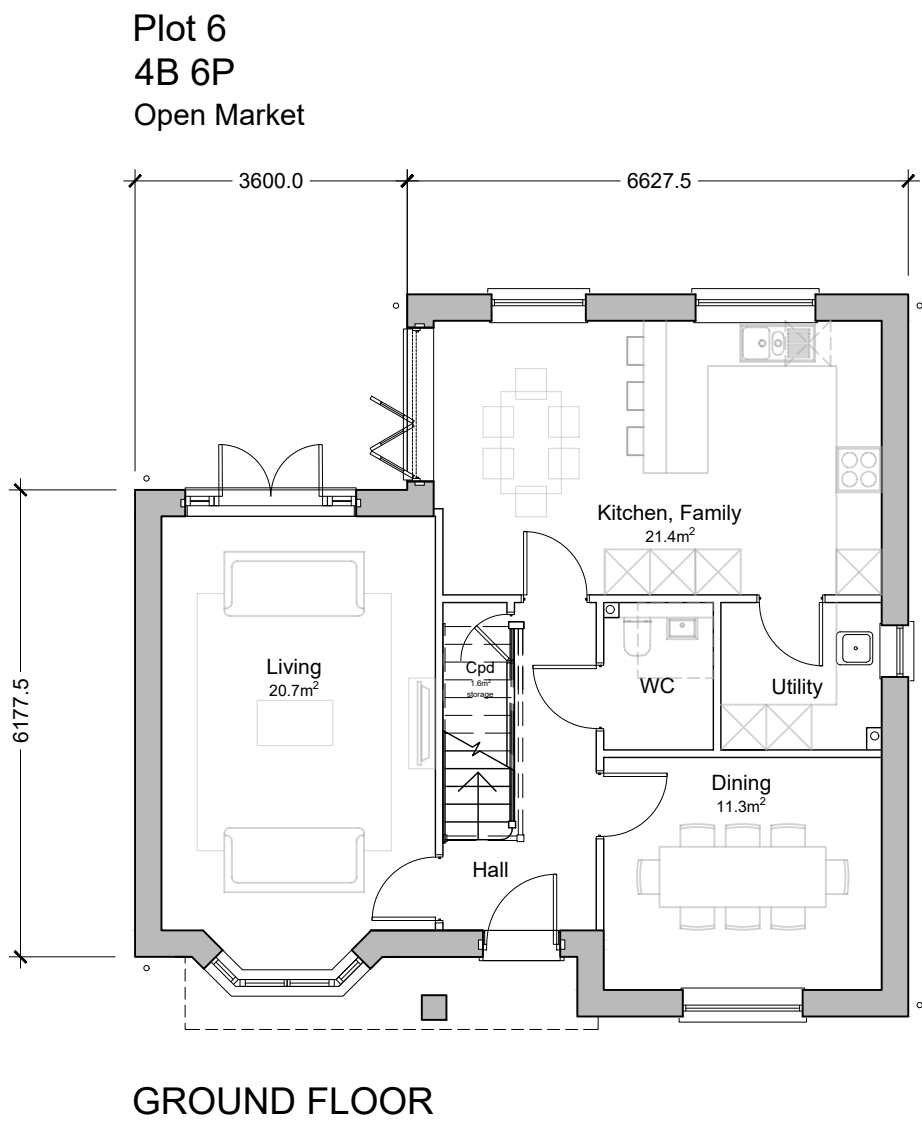 Plot 6
4B 6P
Open Market
3600.0
6627.5
6177.5
Kitchen, Family
21.4m²
Living
20.7m²
Cpd
1.6m²
storage
WC
Utility
Dining
11.3m²
Hall
GROUND FLOOR